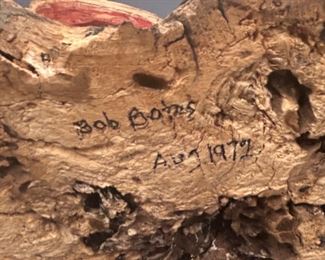 Bob Boyes
Aug 1972